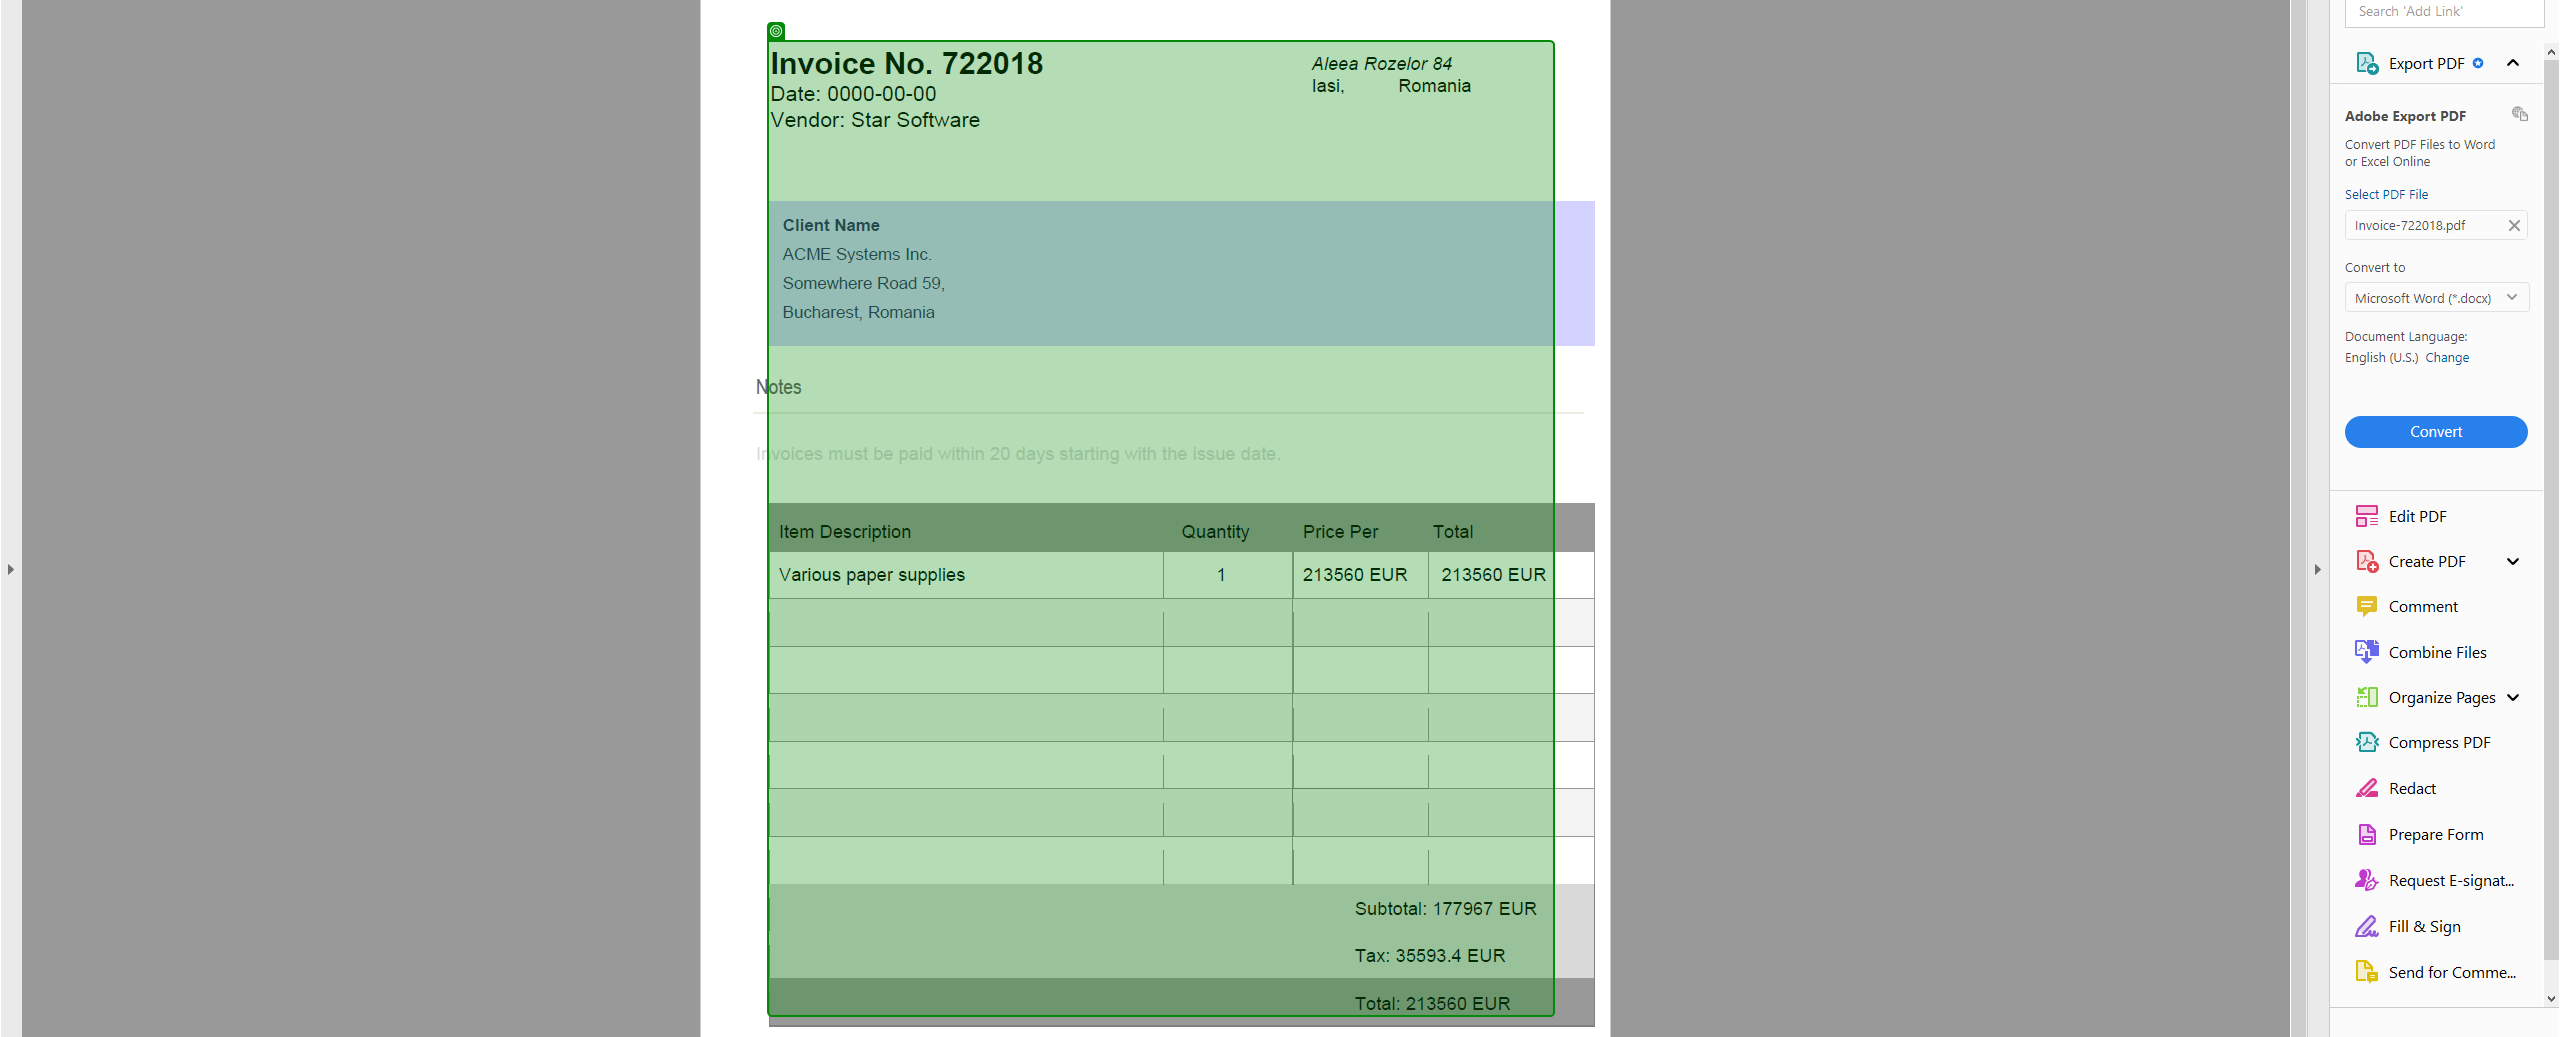 Invoice No. 722018
Date: 0000-00-00
Vendor: Star Software
Aleea Rozelor 84
Iasi, Romania
Client Name
ACME Systems Inc.
Somewhere Road 59,
Bucharest, Romania
Notes
Invoices must be paid within 20 days starting with the issue date.
Item Description Quantity Price Per Total
Various paper supplies 1 213560 EUR 213560 EUR
Subtotal: 177967 EUR
Tax: 35593.4 EUR
Total: 213560 EUR
Search 'Add Link'
Export PDF
Adobe Export PDF
Convert PDF Files to Word
or Excel Online
Select PDF File
Invoice-722018.pdf
Convert to
Microsoft Word (*.docx)
Document Language:
English (U.S.) Change
Convert
Edit PDF
Create PDF
Comment
Combine Files
Organize Pages
Compress PDF
Redact
Prepare Form
Request E-signat...
Fill & Sign
Send for Comme...